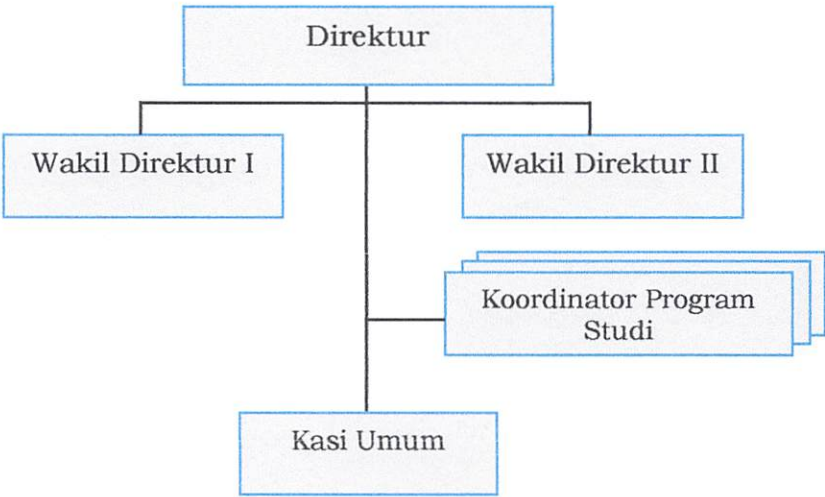 Direktur
Wakil Direktur I
Wakil Direktur II
Koordinator Program
Studi
Kasi Umum